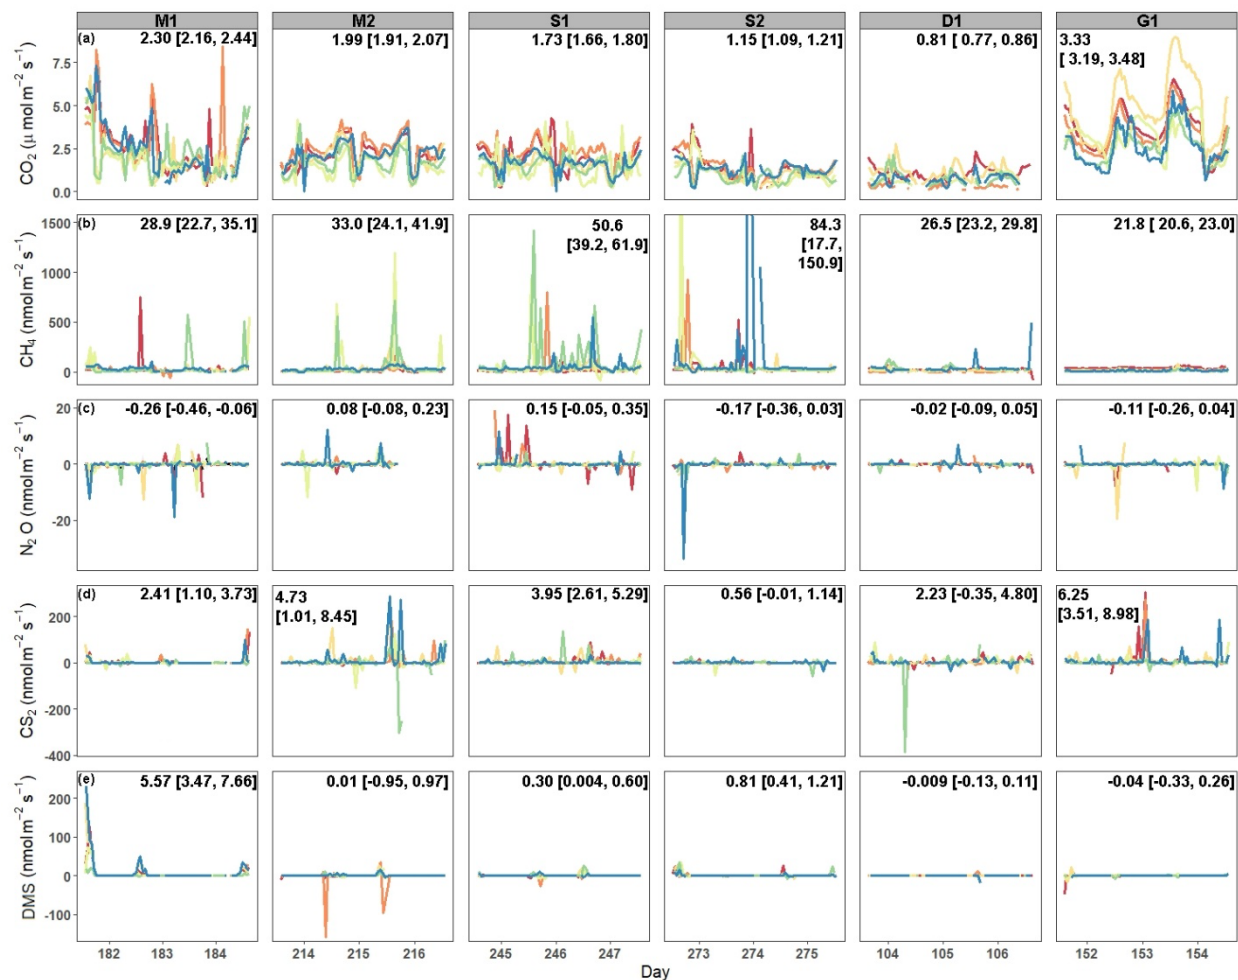 M1 M2 S1 S2 D1 G1
(a) 2.30 [2.16, 2.44] 1.99 [1.91, 2.07] 1.73 [1.66, 1.80] 1.15 [1.09, 1.21] 0.81 [ 0.77, 0.86] 3.33
[ 3.19, 3.48]
7.5
5.0
2.5
0.0
CO2 (μ mol m−2 s−1)
(b) 28.9 [22.7, 35.1] 33.0 [24.1, 41.9] 50.6 84.3 26.5 [23.2, 29.8] 21.8 [ 20.6, 23.0]
[39.2, 61.9] [17.7,
150.9]
1500
1000
500
0
CH4 (nmol m−2 s−1)
(c) -0.26 [-0.46, -0.06] 0.08 [-0.08, 0.23] 0.15 [-0.05, 0.35] -0.17 [-0.36, 0.03] -0.02 [-0.09, 0.05] -0.11 [-0.26, 0.04]
20
0
-20
N2 O (nmol m−2 s−1)
(d) 2.41 [1.10, 3.73] 4.73 3.95 [2.61, 5.29] 0.56 [-0.01, 1.14] 2.23 [-0.35, 4.80] 6.25
[1.01, 8.45] [3.51, 8.98]
200
0
-200
-400
CS2 (nmol m−2 s−1)
(e) 5.57 [3.47, 7.66] 0.01 [-0.95, 0.97] 0.30 [0.004, 0.60] 0.81 [0.41, 1.21] -0.009 [-0.13, 0.11] -0.04 [-0.33, 0.26]
200
100
0
-100
DMS (nmol m−2 s−1)
182 183 184 214 215 216 245 246 247 273 274 275 104 105 106 152 153 154
Day